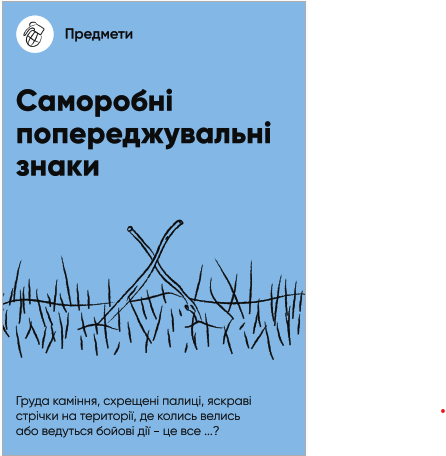 Предмети
Саморобні
попереджувальні
знаки
Груда каміння, схрещені палиці, яскраві
стрічки на території, де колись велись
або ведуться бойові дії - це все ...?